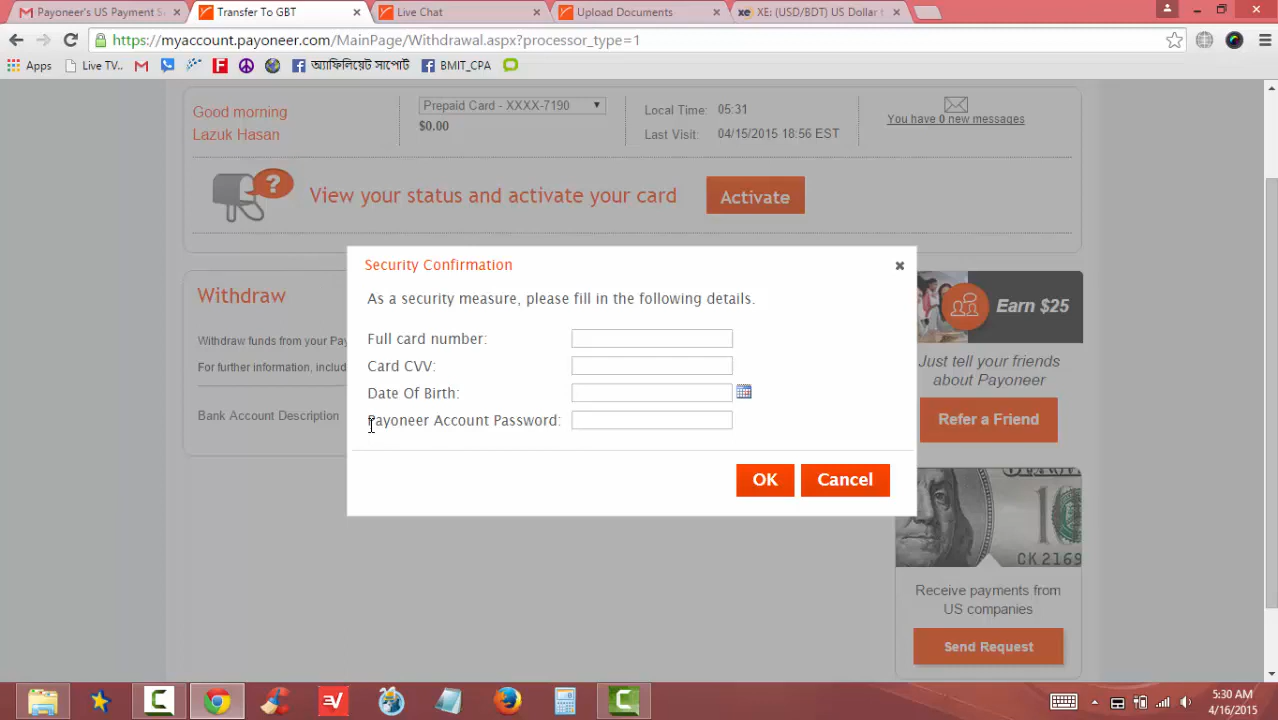 Payoneer's US Payment S
Transfer To GBT
Live Chat
Upload Documents
XE: (USD/BDT) US Dollar t
https://myaccount.payoneer.com/MainPage/Withdrawal.aspx?processor_type=1
Apps
Live TV..
অ্যাফিলিয়েট সাপোর্ট
BMIT_CPA
Good morning
Lazuk Hasan
Prepaid Card - XXXX-7190
$0.00
Local Time: 05:31
Last Visit: 04/15/2015 18:56 EST
You have 0 new messages
View your status and activate your card
Activate
Withdraw
Withdraw funds from your Pay
For further information, includ
Bank Account Description
Security Confirmation
As a security measure, please fill in the following details.
Full card number:
Card CVV:
Date Of Birth:
Payoneer Account Password:
OK
Cancel
Earn $25
Just tell your friends
about Payoneer
Refer a Friend
CK 2169
Receive payments from
US companies
Send Request
5:30 AM
4/16/2015